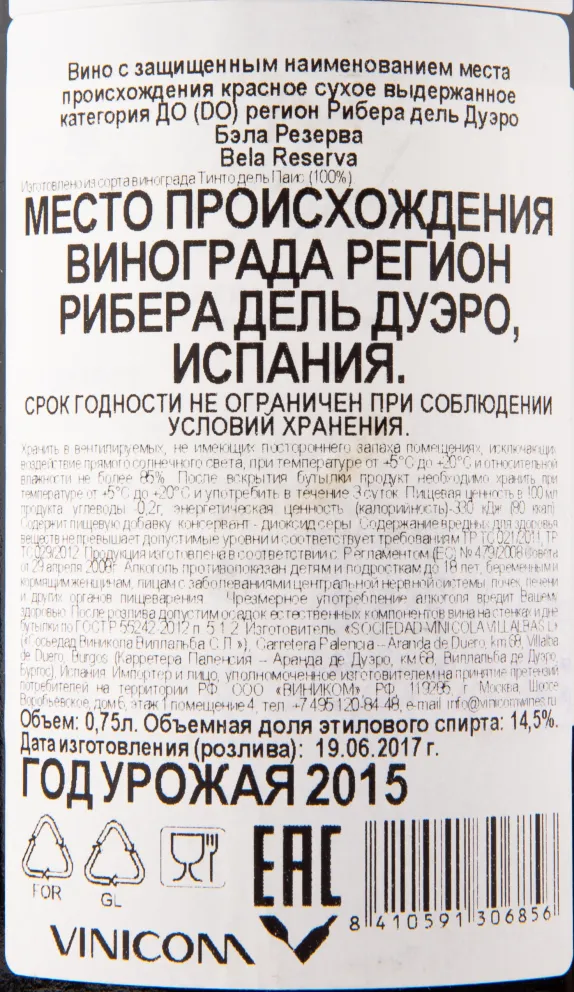 Вино с защищенным наименованием места
происхождения красное сухое выдержанное
категория ДО (DO) регион Рибера дель Дуэро
Бэла Резерва
Bela Reserva
Изготовлено из сорта винограда Тинто дель Паис (100%)
МЕСТО ПРОИСХОЖДЕНИЯ
ВИНОГРАДА РЕГИОН
РИБЕРА ДЕЛЬ ДУЭРО,
ИСПАНИЯ.
СРОК ГОДНОСТИ НЕ ОГРАНИЧЕН ПРИ СОБЛЮДЕНИИ
УСЛОВИЙ ХРАНЕНИЯ.
Хранить в вентилируемых, не имеющих постороннего запаха помещениях, исключающих
воздействие прямого солнечного света, при температуре от +5°С до +20°С и относительной
влажности не более 85%. После вскрытия бутылки продукт необходимо хранить при
температуре от +5°С до +20°С и употребить в течение 3 суток. Пищевая ценность в 100 мл
продукта углеводы -0,2г, энергетическая ценность (калорийность)-330 кДж (80 ккал).
Содержит пищевую добавку консервант - диоксид серы. Содержание вредных для здоровья
веществ не превышает допустимые уровни и соответствует требованиям ТР ТС 021/2011, ТР
ТС 029/2012. Продукция изготовлена в соответствии с Регламентом (ЕС) № 479/2008 Совета
от 29 апреля 2008г. Алкоголь противопоказан детям и подросткам до 18 лет, беременным и
кормящим женщинам, лицам с заболеваниями центральной нервной системы, почек, печени
и других органов пищеварения. Чрезмерное употребление алкоголя вредит Вашему
здоровью. После розлива допустим осадок естественных компонентов вина на стенках и дне
бутылки по ГОСТ Р 55242-2012 п. 5.1.2. Изготовитель: «SOCIEDAD VINICOLA VILLALBA S.L.»
(«Сосьедад Виникола Виллальба С.Л.»), Carretera Palencia – Aranda de Duero, km 68, Villalba
de Duero, Burgos (Карретера Паленсия – Аранда де Дуэро, км 68, Виллальба де Дуэро,
Бургос), Испания. Импортер и лицо, уполномоченное изготовителем на принятие претензий
потребителей на территории РФ: ООО «ВИНИКОМ», РФ, 119285, г. Москва, Шоссе
Воробьевское, дом 6, этаж 1 помещение 4, тел. +7 495 120-84-48, e-mail: info@vinicomwines.ru
Объем: 0,75л. Объемная доля этилового спирта: 14,5%.
Дата изготовления (розлива): 19.06.2017 г.
ГОД УРОЖАЯ 2015
FOR
GL
EAC
8 410591 306856
VINICOM